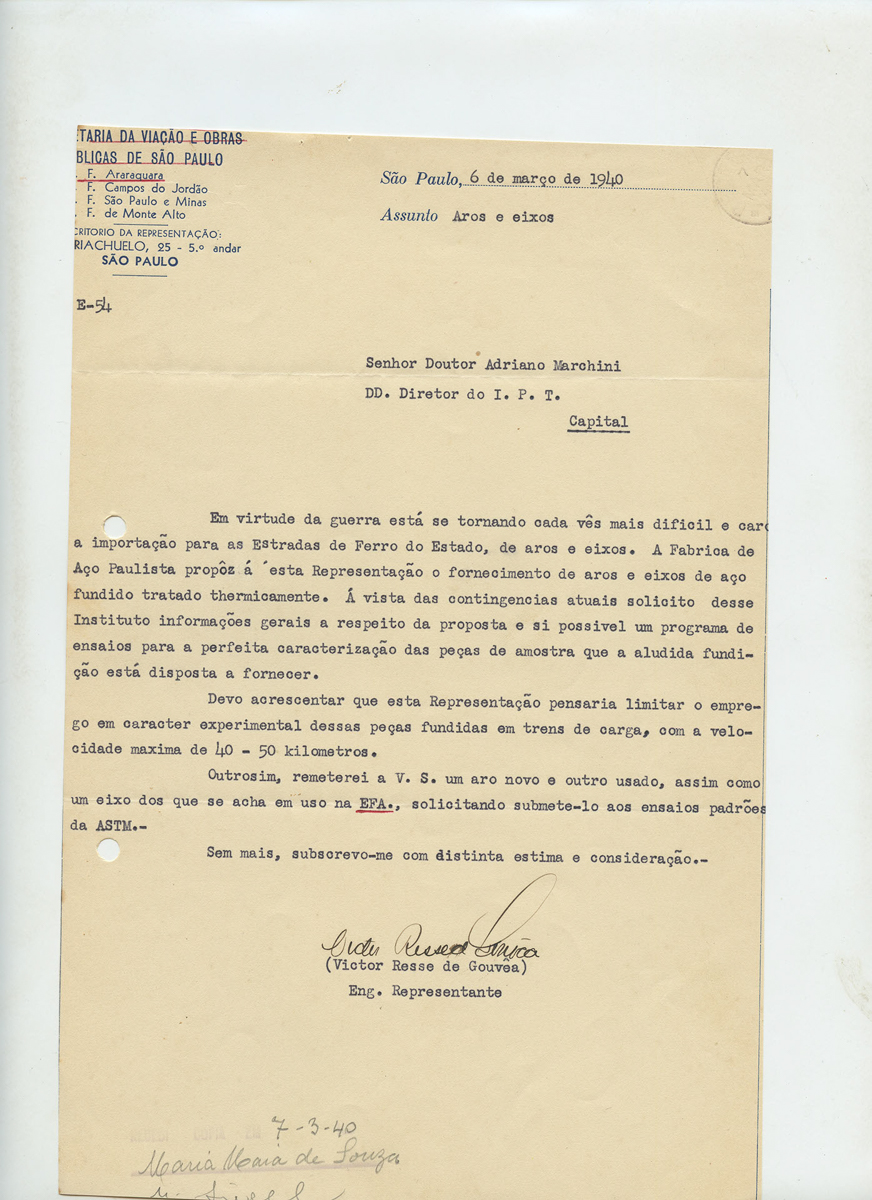 TARIA DA VIAÇÃO E OBRAS
BLICAS DE SÃO PAULO
. F. Araraquara
F. Campos do Jordão
. F. São Paulo e Minas
. F. de Monte Alto
CRITORIO DA REPRESENTAÇÃO:
RIACHUELO, 25 - 5.º andar
SÃO PAULO
São Paulo, 6 de março de 1940
Assunto Aros e eixos
E-54
Senhor Doutor Adriano Marchini
DD. Diretor do I. P. T.
Capital
Em virtude da guerra está se tornando cada vês mais dificil e caro
a importação para as Estradas de Ferro do Estado, de aros e eixos. A Fabrica de
Aço Paulista propôz á esta Representação o fornecimento de aros e eixos de aço
fundido tratado thermicamente. Á vista das contingencias atuais solicito desse
Instituto informações gerais a respeito da proposta e si possivel um programa de
ensaios para a perfeita caracterização das peças de amostra que a aludida fundi-
ção está disposta a fornecer.
Devo acrescentar que esta Representação pensaria limitar o empre-
go em caracter experimental dessas peças fundidas em trens de carga, com a velo-
cidade maxima de 40 - 50 kilometros.
Outrosim, remeterei a V. S. um aro novo e outro usado, assim como
um eixo dos que se acha em uso na EFA., solicitando submete-lo aos ensaios padrões
da ASTM.-
Sem mais, subscrevo-me com distinta estima e consideração.-
(Victor Resse de Gouvêa)
Eng. Representante
7-3-40
Maria Maia de Souza